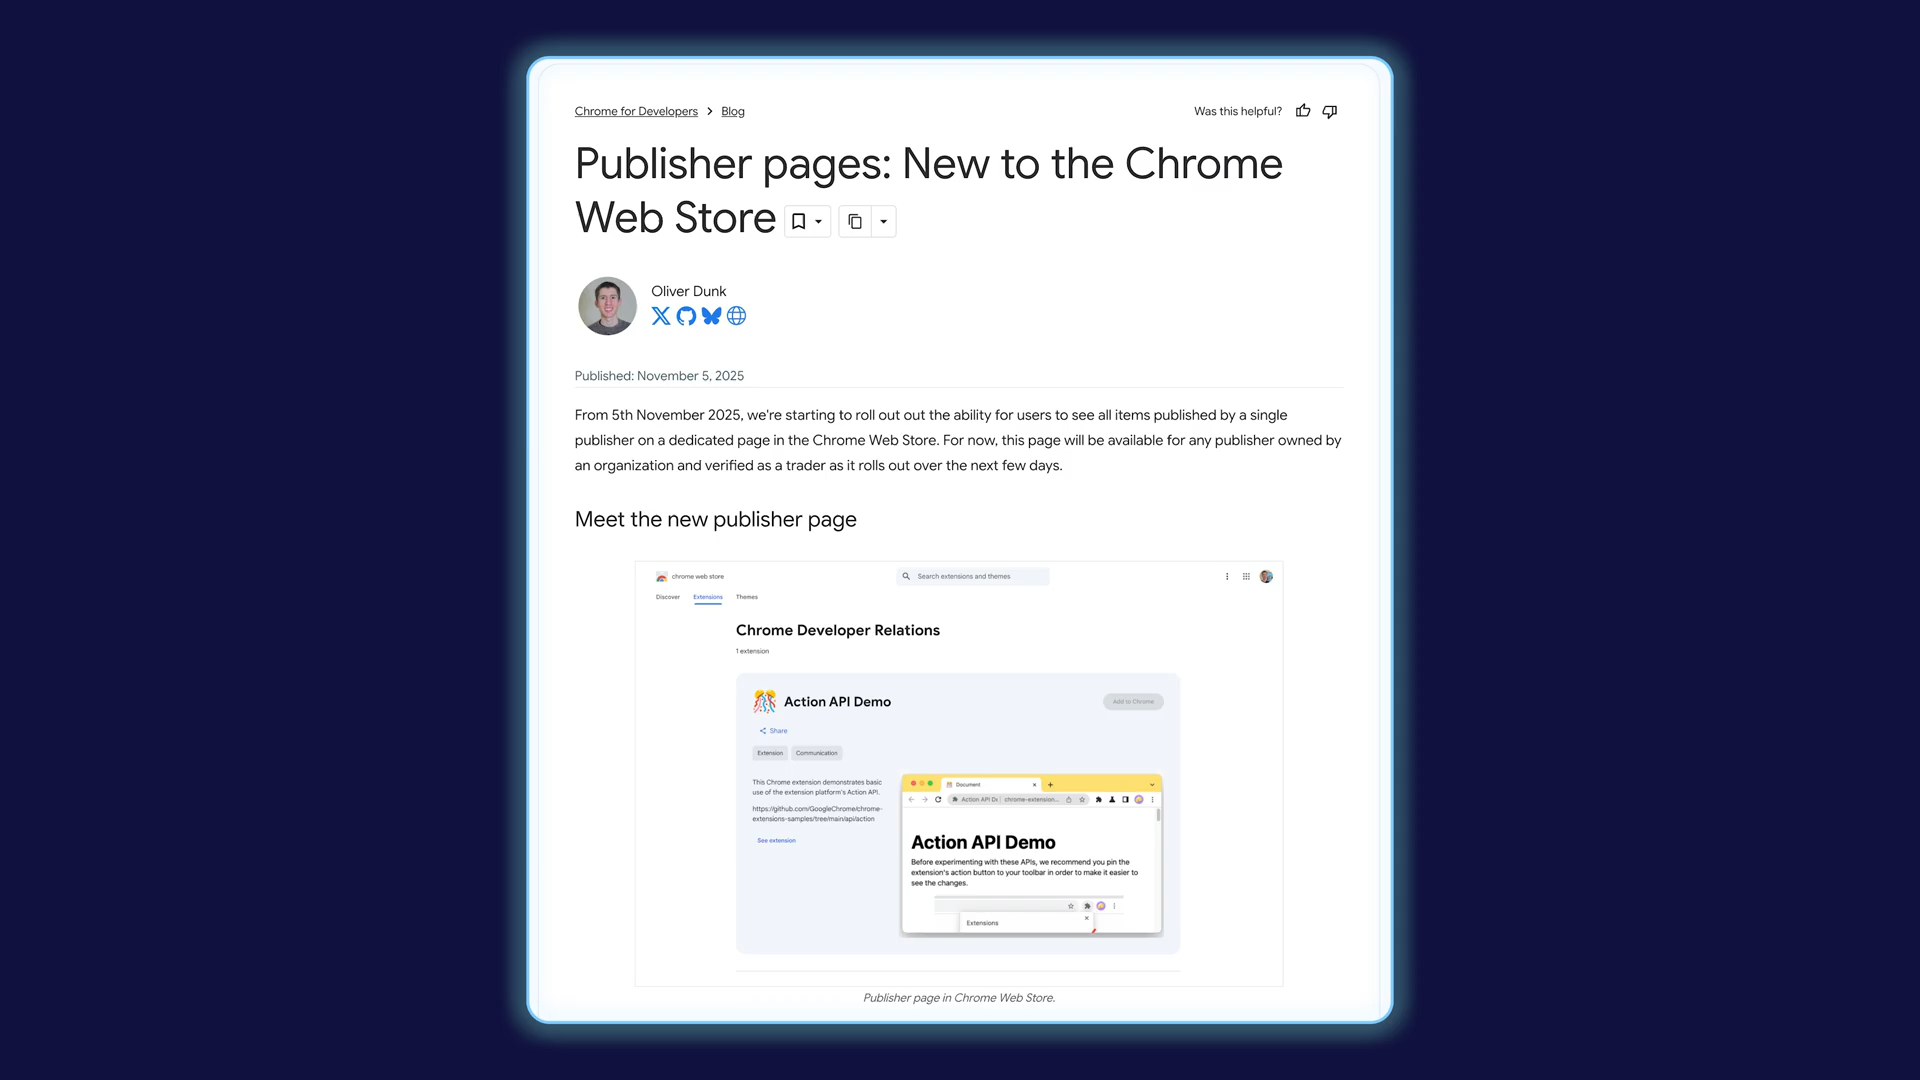 Chrome for Developers > Blog
Was this helpful?
Publisher pages: New to the Chrome
Web Store
Oliver Dunk
Published: November 5, 2025
From 5th November 2025, we're starting to roll out out the ability for users to see all items published by a single
publisher on a dedicated page in the Chrome Web Store. For now, this page will be available for any publisher owned by
an organization and verified as a trader as it rolls out over the next few days.
Meet the new publisher page
chrome web store
Search extensions and themes
Discover Extensions Themes
Chrome Developer Relations
1 extension
Action API Demo
Add to Chrome
Share
Extension Communication
This Chrome extension demonstrates basic
use of the extension platform's Action API.
https://github.com/GoogleChrome/chrome-
extensions-samples/tree/main/api/action
See extension
Document
Action API De chrome-extension...
Action API Demo
Before experimenting with these APIs, we recommend you pin the
extension's action button to your toolbar in order to make it easier to
see the changes.
Extensions
Publisher page in Chrome Web Store.